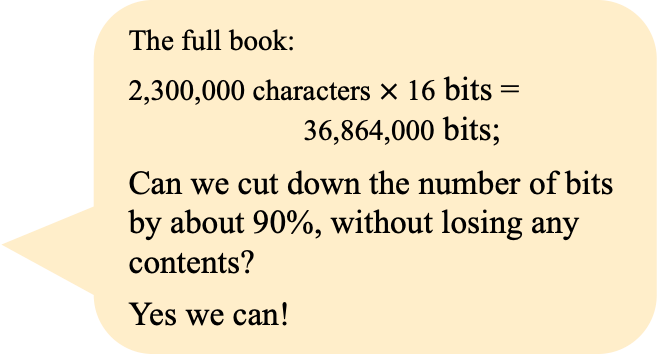 The full book:
2,300,000 characters × 16 bits =
36,864,000 bits;
Can we cut down the number of bits
by about 90%, without losing any
contents?
Yes we can!